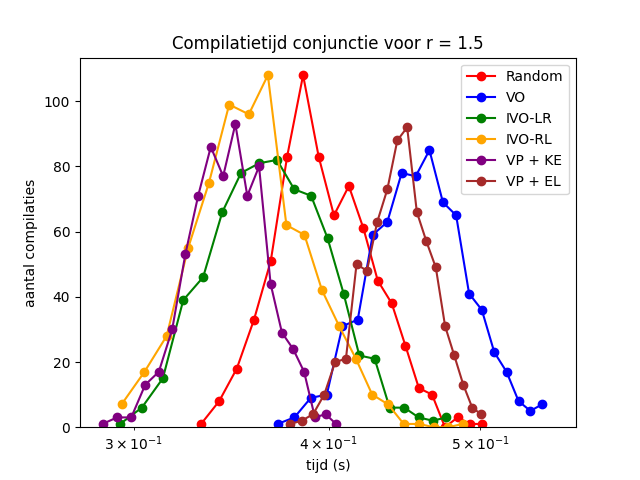 Compilatietijd conjunctie voor r = 1.5
Random
VO
IVO-LR
IVO-RL
VP + KE
VP + EL
aantal compilaties
100
80
60
40
20
0
3 × 10⁻¹
4 × 10⁻¹
5 × 10⁻¹
tijd (s)